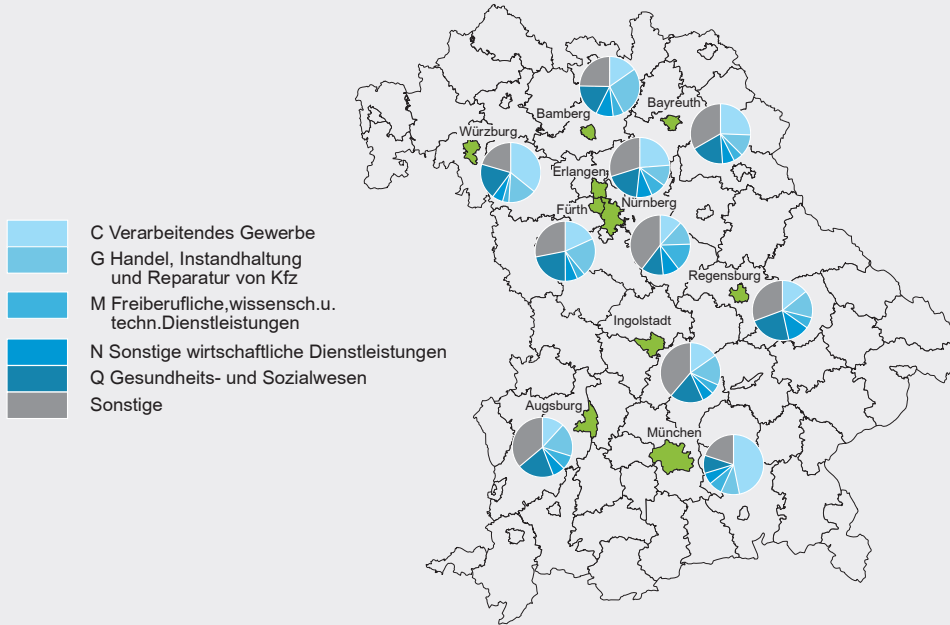 Bamberg
Bayreuth
Würzburg
Erlangen
Fürth
Nürnberg
Regensburg
Ingolstadt
Augsburg
München
C Verarbeitendes Gewerbe
G Handel, Instandhaltung
und Reparatur von Kfz
M Freiberufliche,wissensch.u.
techn.Dienstleistungen
N Sonstige wirtschaftliche Dienstleistungen
Q Gesundheits- und Sozialwesen
Sonstige